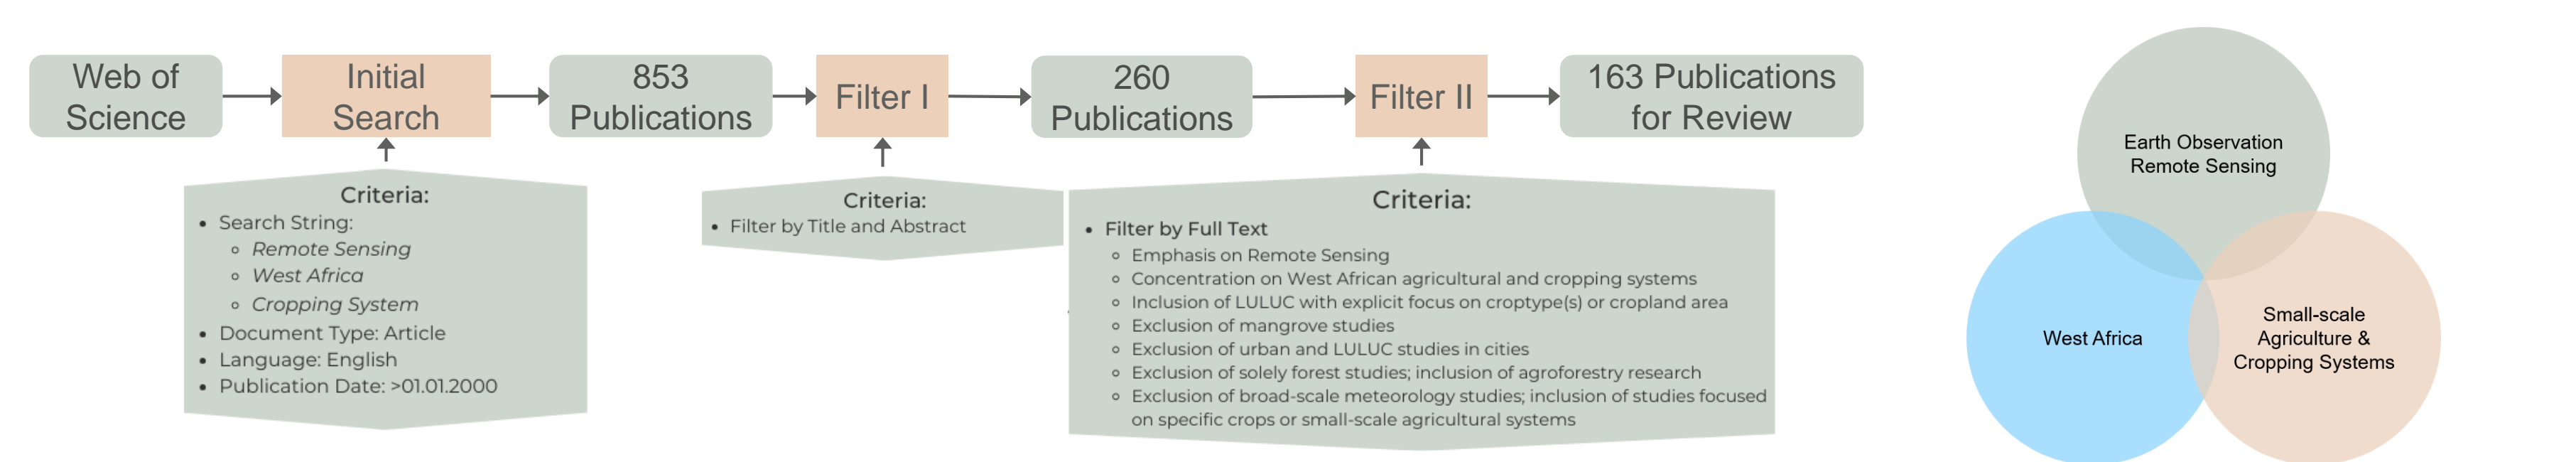 Web of
Science
Initial
Search
853
Publications
Filter I
260
Publications
Filter II
163 Publications
for Review
Criteria:
• Search String:
◦ Remote Sensing
◦ West Africa
◦ Cropping System
• Document Type: Article
• Language: English
• Publication Date: >01.01.2000
Criteria:
• Filter by Title and Abstract
Criteria:
• Filter by Full Text
◦ Emphasis on Remote Sensing
◦ Concentration on West African agricultural and cropping systems
◦ Inclusion of LULUC with explicit focus on croptype(s) or cropland area
◦ Exclusion of mangrove studies
◦ Exclusion of urban and LULUC studies in cities
◦ Exclusion of solely forest studies; inclusion of agroforestry research
◦ Exclusion of broad-scale meteorology studies; inclusion of studies focused
on specific crops or small-scale agricultural systems
Earth Observation
Remote Sensing
West Africa
Small-scale
Agriculture &
Cropping Systems